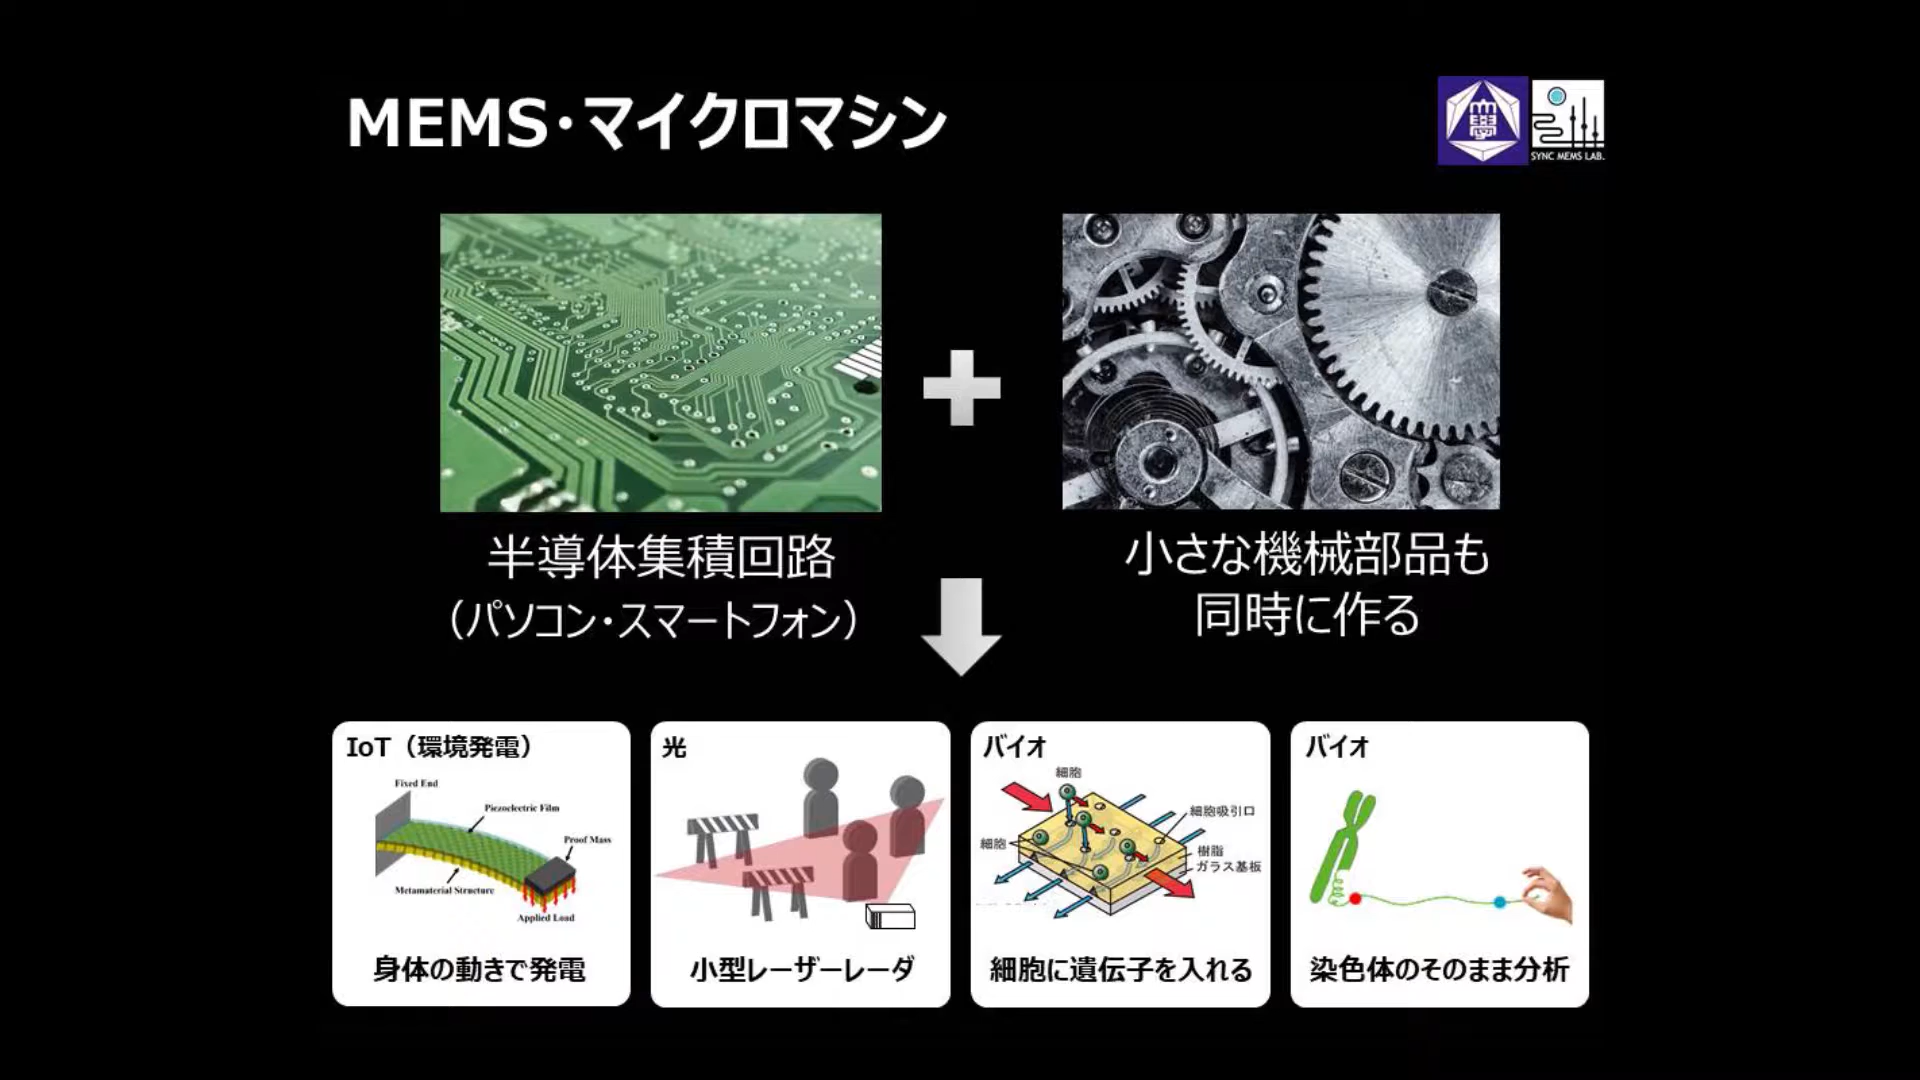 MEMS・マイクロマシン
SYNC MEMS LAB.
半導体集積回路
（パソコン・スマートフォン）
小さな機械部品も
同時に作る
IoT（環境発電）
Fixed End
Piezoelectric Film
Proof Mass
Metamaterial Structure
Applied Load
身体の動きで発電
光
小型レーザーレーダ
バイオ
細胞
細胞吸引口
細胞
樹脂
ガラス基板
細胞に遺伝子を入れる
バイオ
染色体のそのまま分析